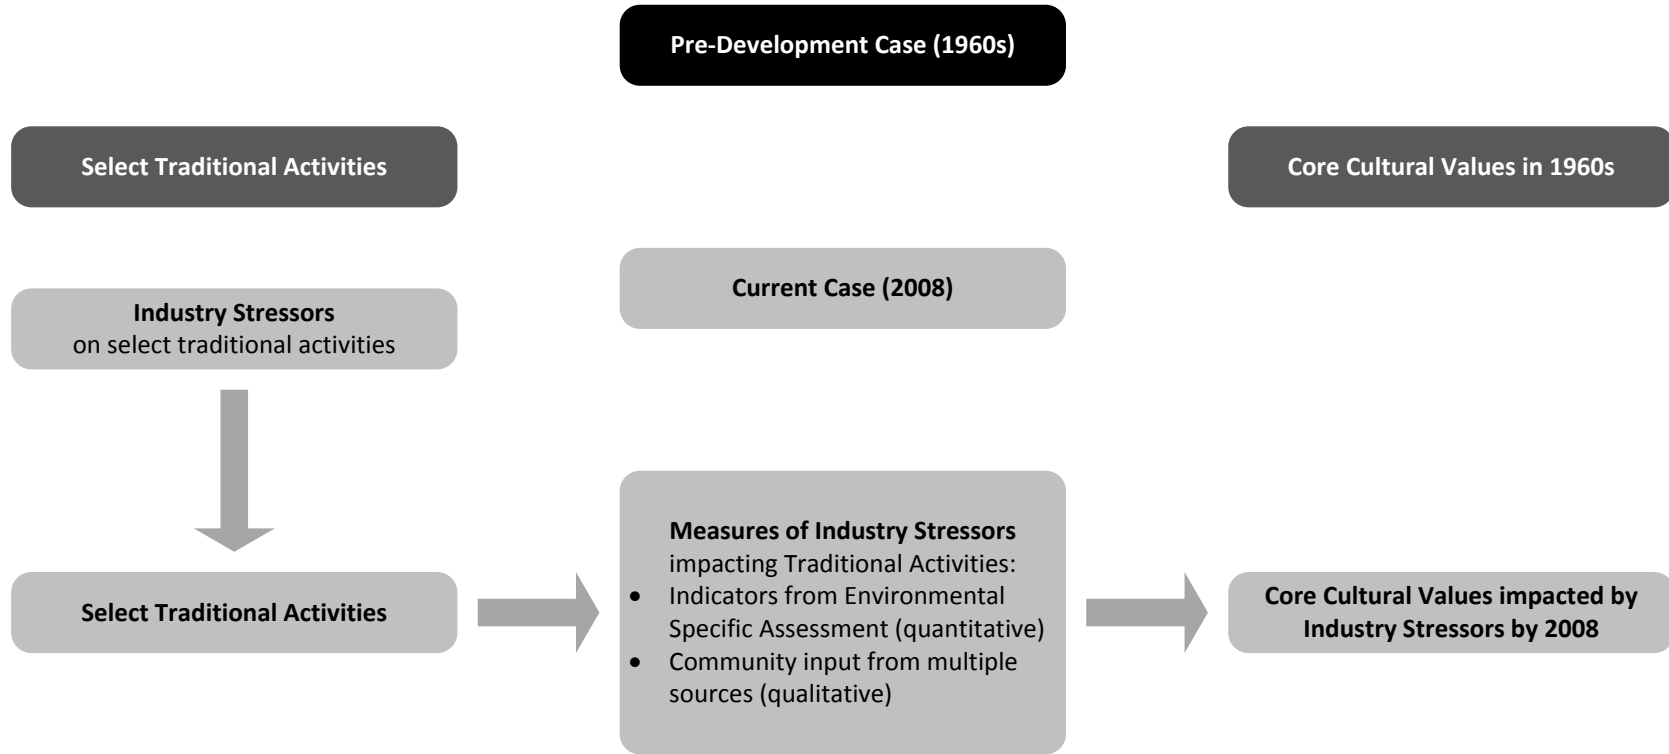 Pre-Development Case (1960s)
Select Traditional Activities
Core Cultural Values in 1960s
Current Case (2008)
Industry Stressors
on select traditional activities
Select Traditional Activities
Measures of Industry Stressors
impacting Traditional Activities:
• Indicators from Environmental
Specific Assessment (quantitative)
• Community input from multiple
sources (qualitative)
Core Cultural Values impacted by
Industry Stressors by 2008